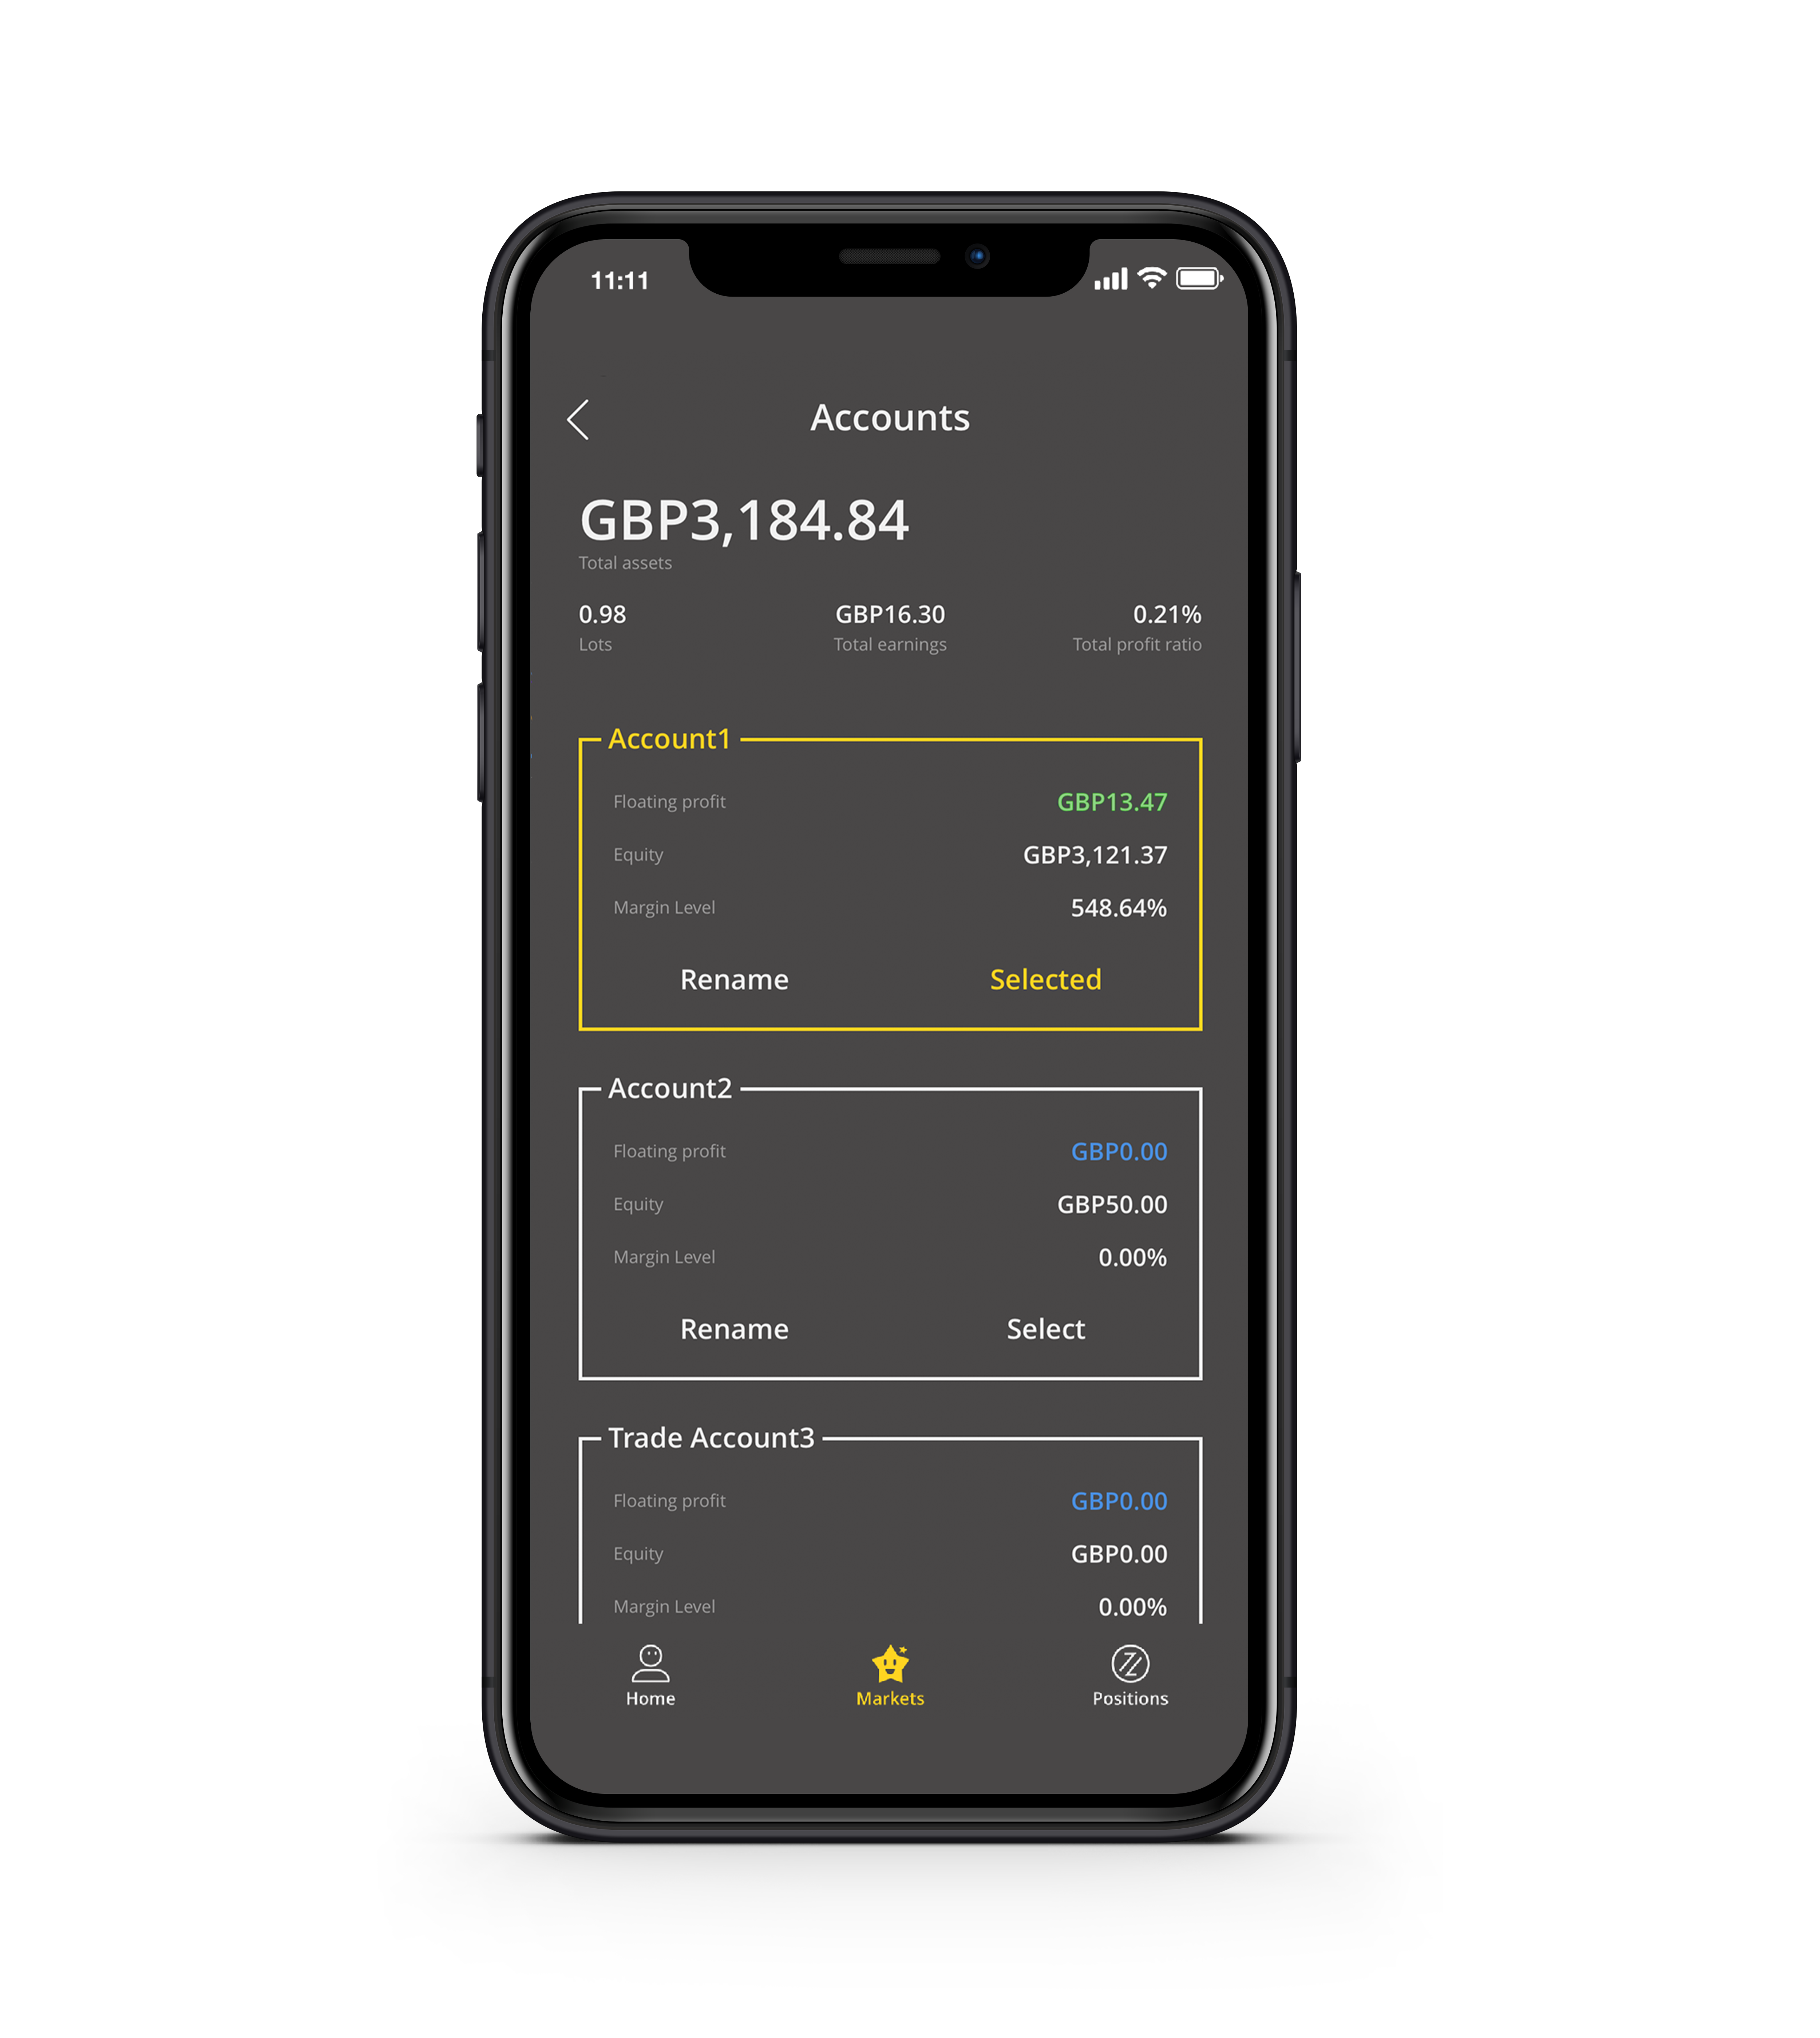 11:11
Accounts
GBP3,184.84
Total assets
0.98 GBP16.30 0.21%
Lots Total earnings Total profit ratio
Account1
Floating profit GBP13.47
Equity GBP3,121.37
Margin Level 548.64%
Rename Selected
Account2
Floating profit GBP0.00
Equity GBP50.00
Margin Level 0.00%
Rename Select
Trade Account3
Floating profit GBP0.00
Equity GBP0.00
Margin Level 0.00%
Home Markets Positions